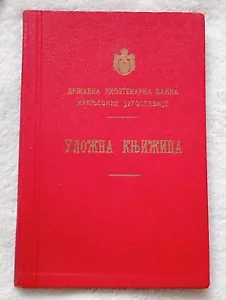 ДРЖАВНА ХИПОТЕКАРНА БАНКА
КРАЉЕВИНЕ ЈУГОСЛАВИЈЕ
УЛОЖНА КЊИЖИЦА